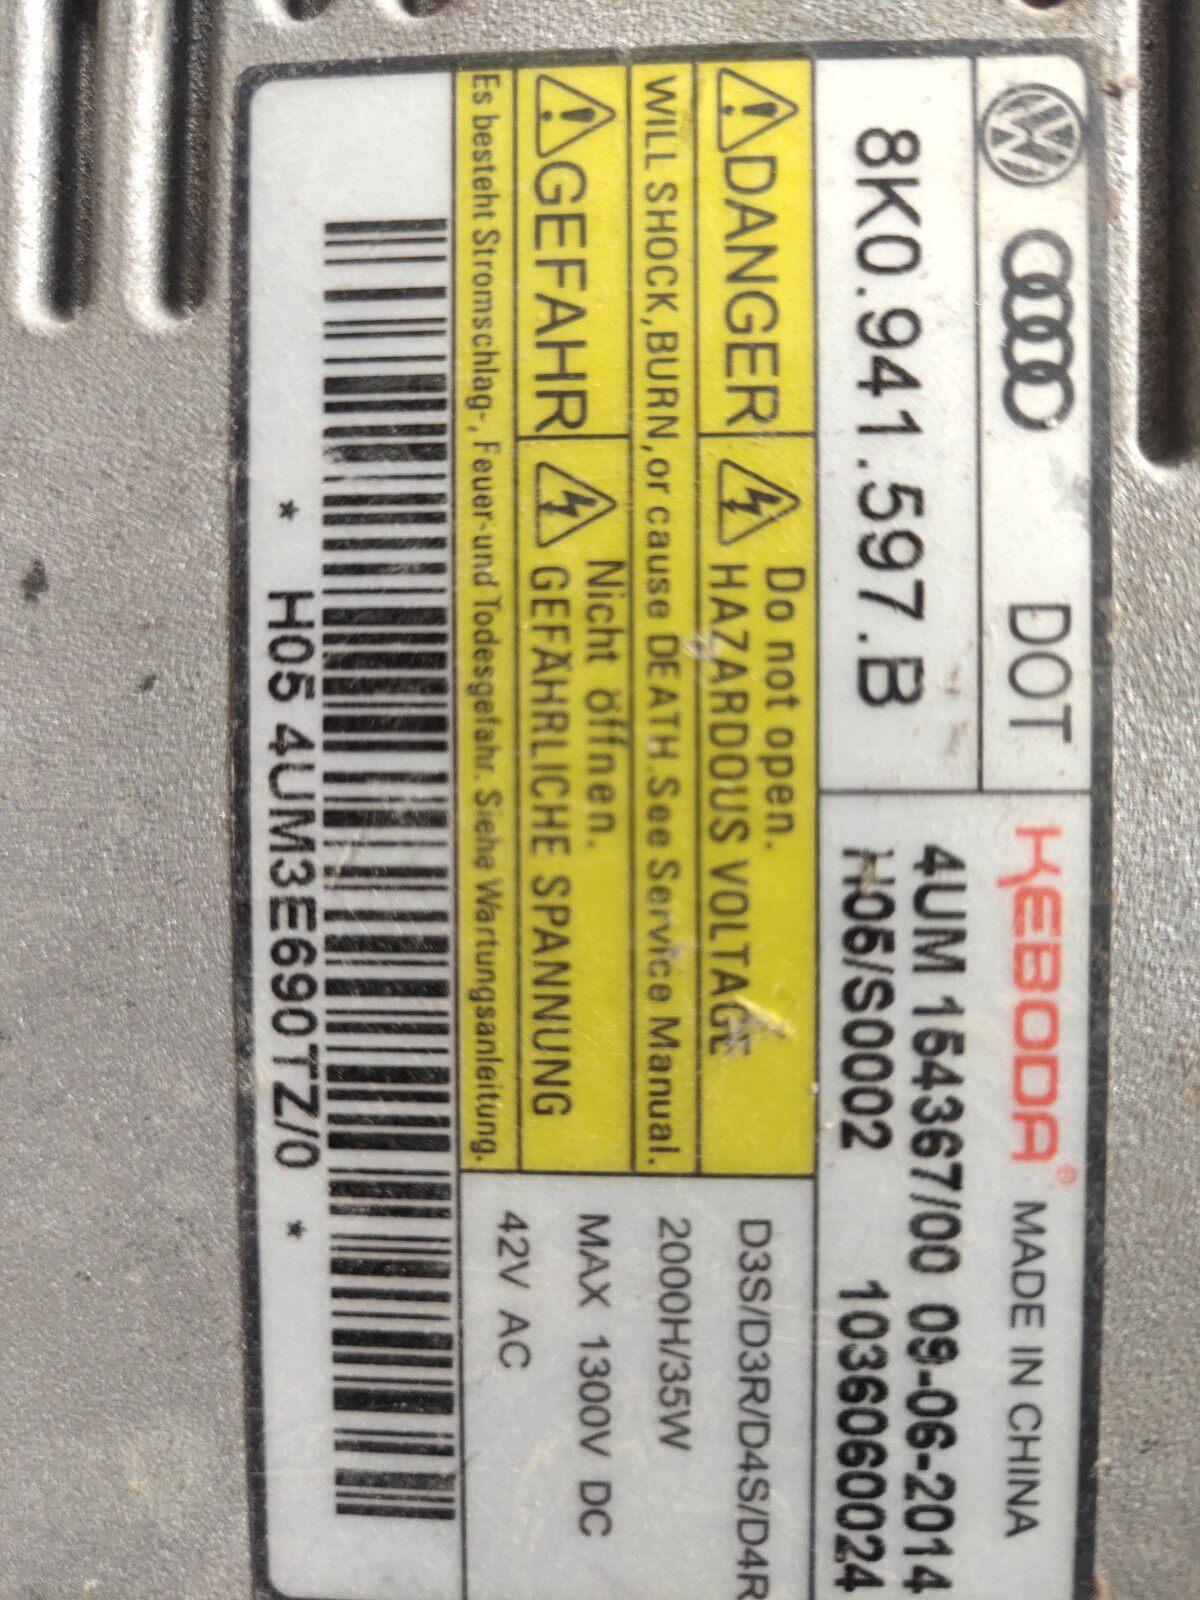 DOT
KEBODA® MADE IN CHINA
8K0.941.597.B
4UM 154367/00 09-06-2014
H05/S0002 1036060024
DANGER
Do not open.
HAZARDOUS VOLTAGE
WILL SHOCK,BURN,or cause DEATH.See Service Manual.
GEFAHR
Nicht öffnen.
GEFÄHRLICHE SPANNUNG
Es besteht Stromschlag-, Feuer-und Todesgefahr. Siehe Wartungsanleitung.
D3S/D3R/D4S/D4R
2000H/35W
MAX 1300V DC
42V AC
* H05 4UM3E690TZ/0 *